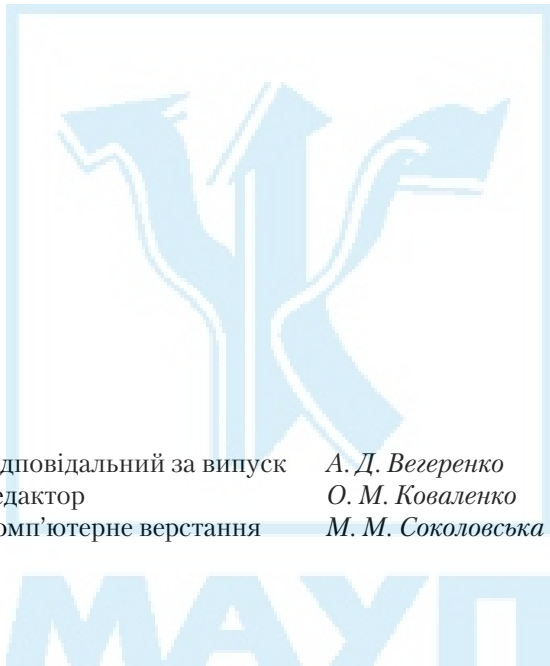 дповідальний за випуск А. Д. Вегеренко
едактор О. М. Коваленко
омп'ютерне верстання М. М. Соколовська
МАУП